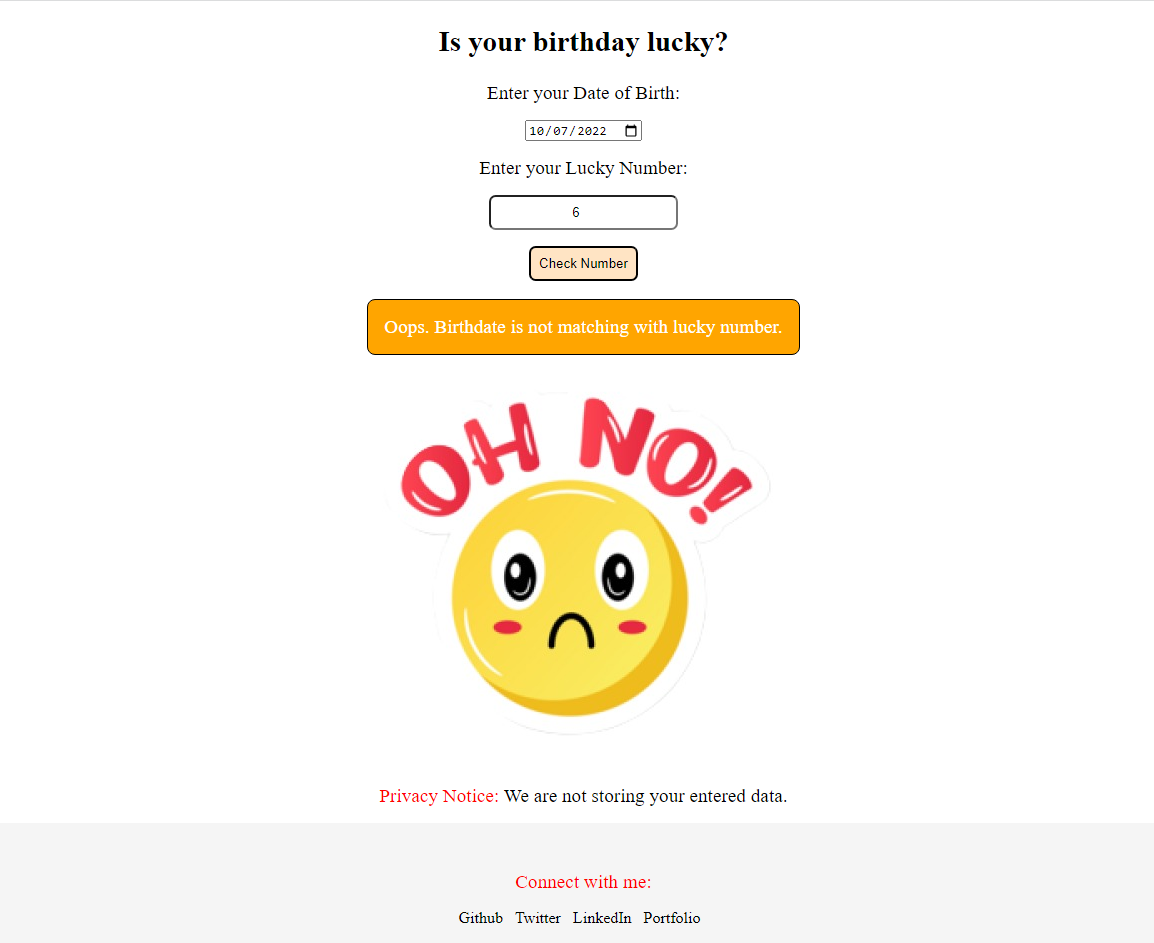 Is your birthday lucky?
Enter your Date of Birth:
10/07/2022
Enter your Lucky Number:
6
Check Number
Oops. Birthdate is not matching with lucky number.
OH NO!
Privacy Notice: We are not storing your entered data.
Connect with me:
Github Twitter LinkedIn Portfolio